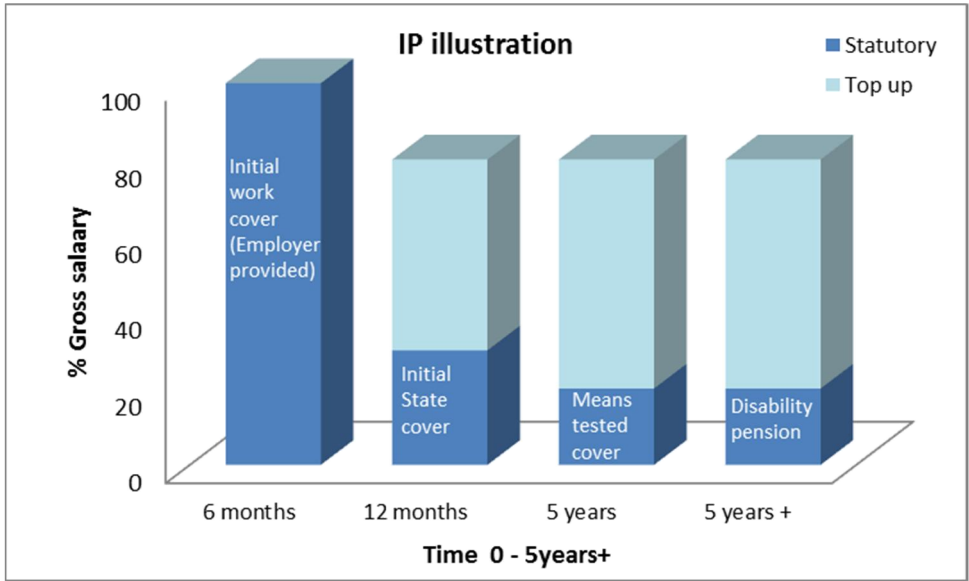 IP illustration
Statutory
Top up
% Gross salaary
100
80
60
40
20
0
Initial
work
cover
(Employer
provided)
Initial
State
cover
Means
tested
cover
Disability
pension
6 months 12 months 5 years 5 years +
Time 0 - 5years+